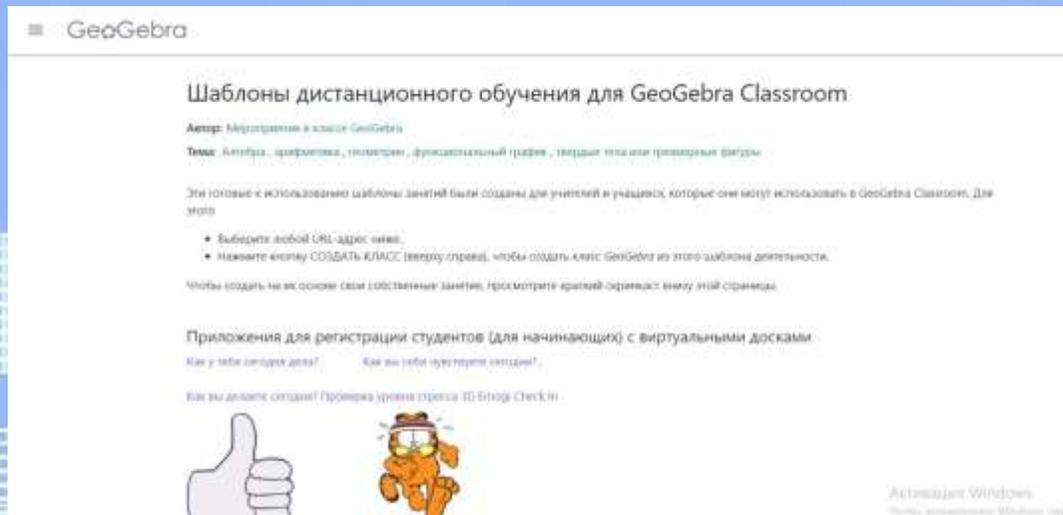 GeoGebra
Шаблоны дистанционного обучения для GeoGebra Classroom
Автор: Мероприятия в классе GeoGebra
Тема: Алгебра , арифметика , геометрия , функциональный график , твердые тела или трехмерные фигуры
Эти готовые к использованию шаблоны занятий были созданы для учителей и учащихся, которые они могут использовать в GeoGebra Classroom. Для
этого
• Выберите любой URL-адрес ниже.
• Нажмите кнопку СОЗДАТЬ КЛАСС (вверху справа), чтобы создать класс GeoGebra из этого шаблона деятельности.
Чтобы создать на их основе свои собственные занятия, просмотрите краткий скринкаст внизу этой страницы.
Приложения для регистрации студентов (для начинающих) с виртуальными досками
Как у тебя сегодня дела? Как вы себя чувствуете сегодня?.
Как вы делаете сегодня? Проверка уровня стресса 3D Emogi Check In
Активация Windows
Чтобы активировать Windows,